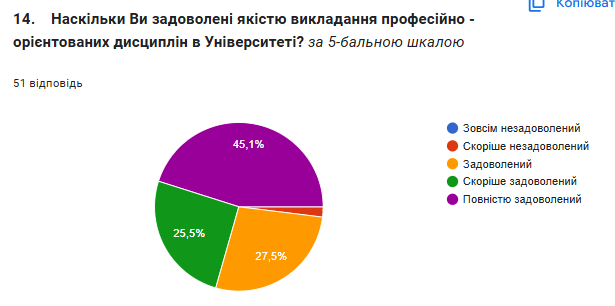 Копіюват
14. Наскільки Ви задоволені якістю викладання професійно -
орієнтованих дисциплін в Університеті? за 5-бальною шкалою
51 відповідь
45,1%
25,5%
27,5%
Зовсім незадоволений
Скоріше незадоволений
Задоволений
Скоріше задоволений
Повністю задоволений